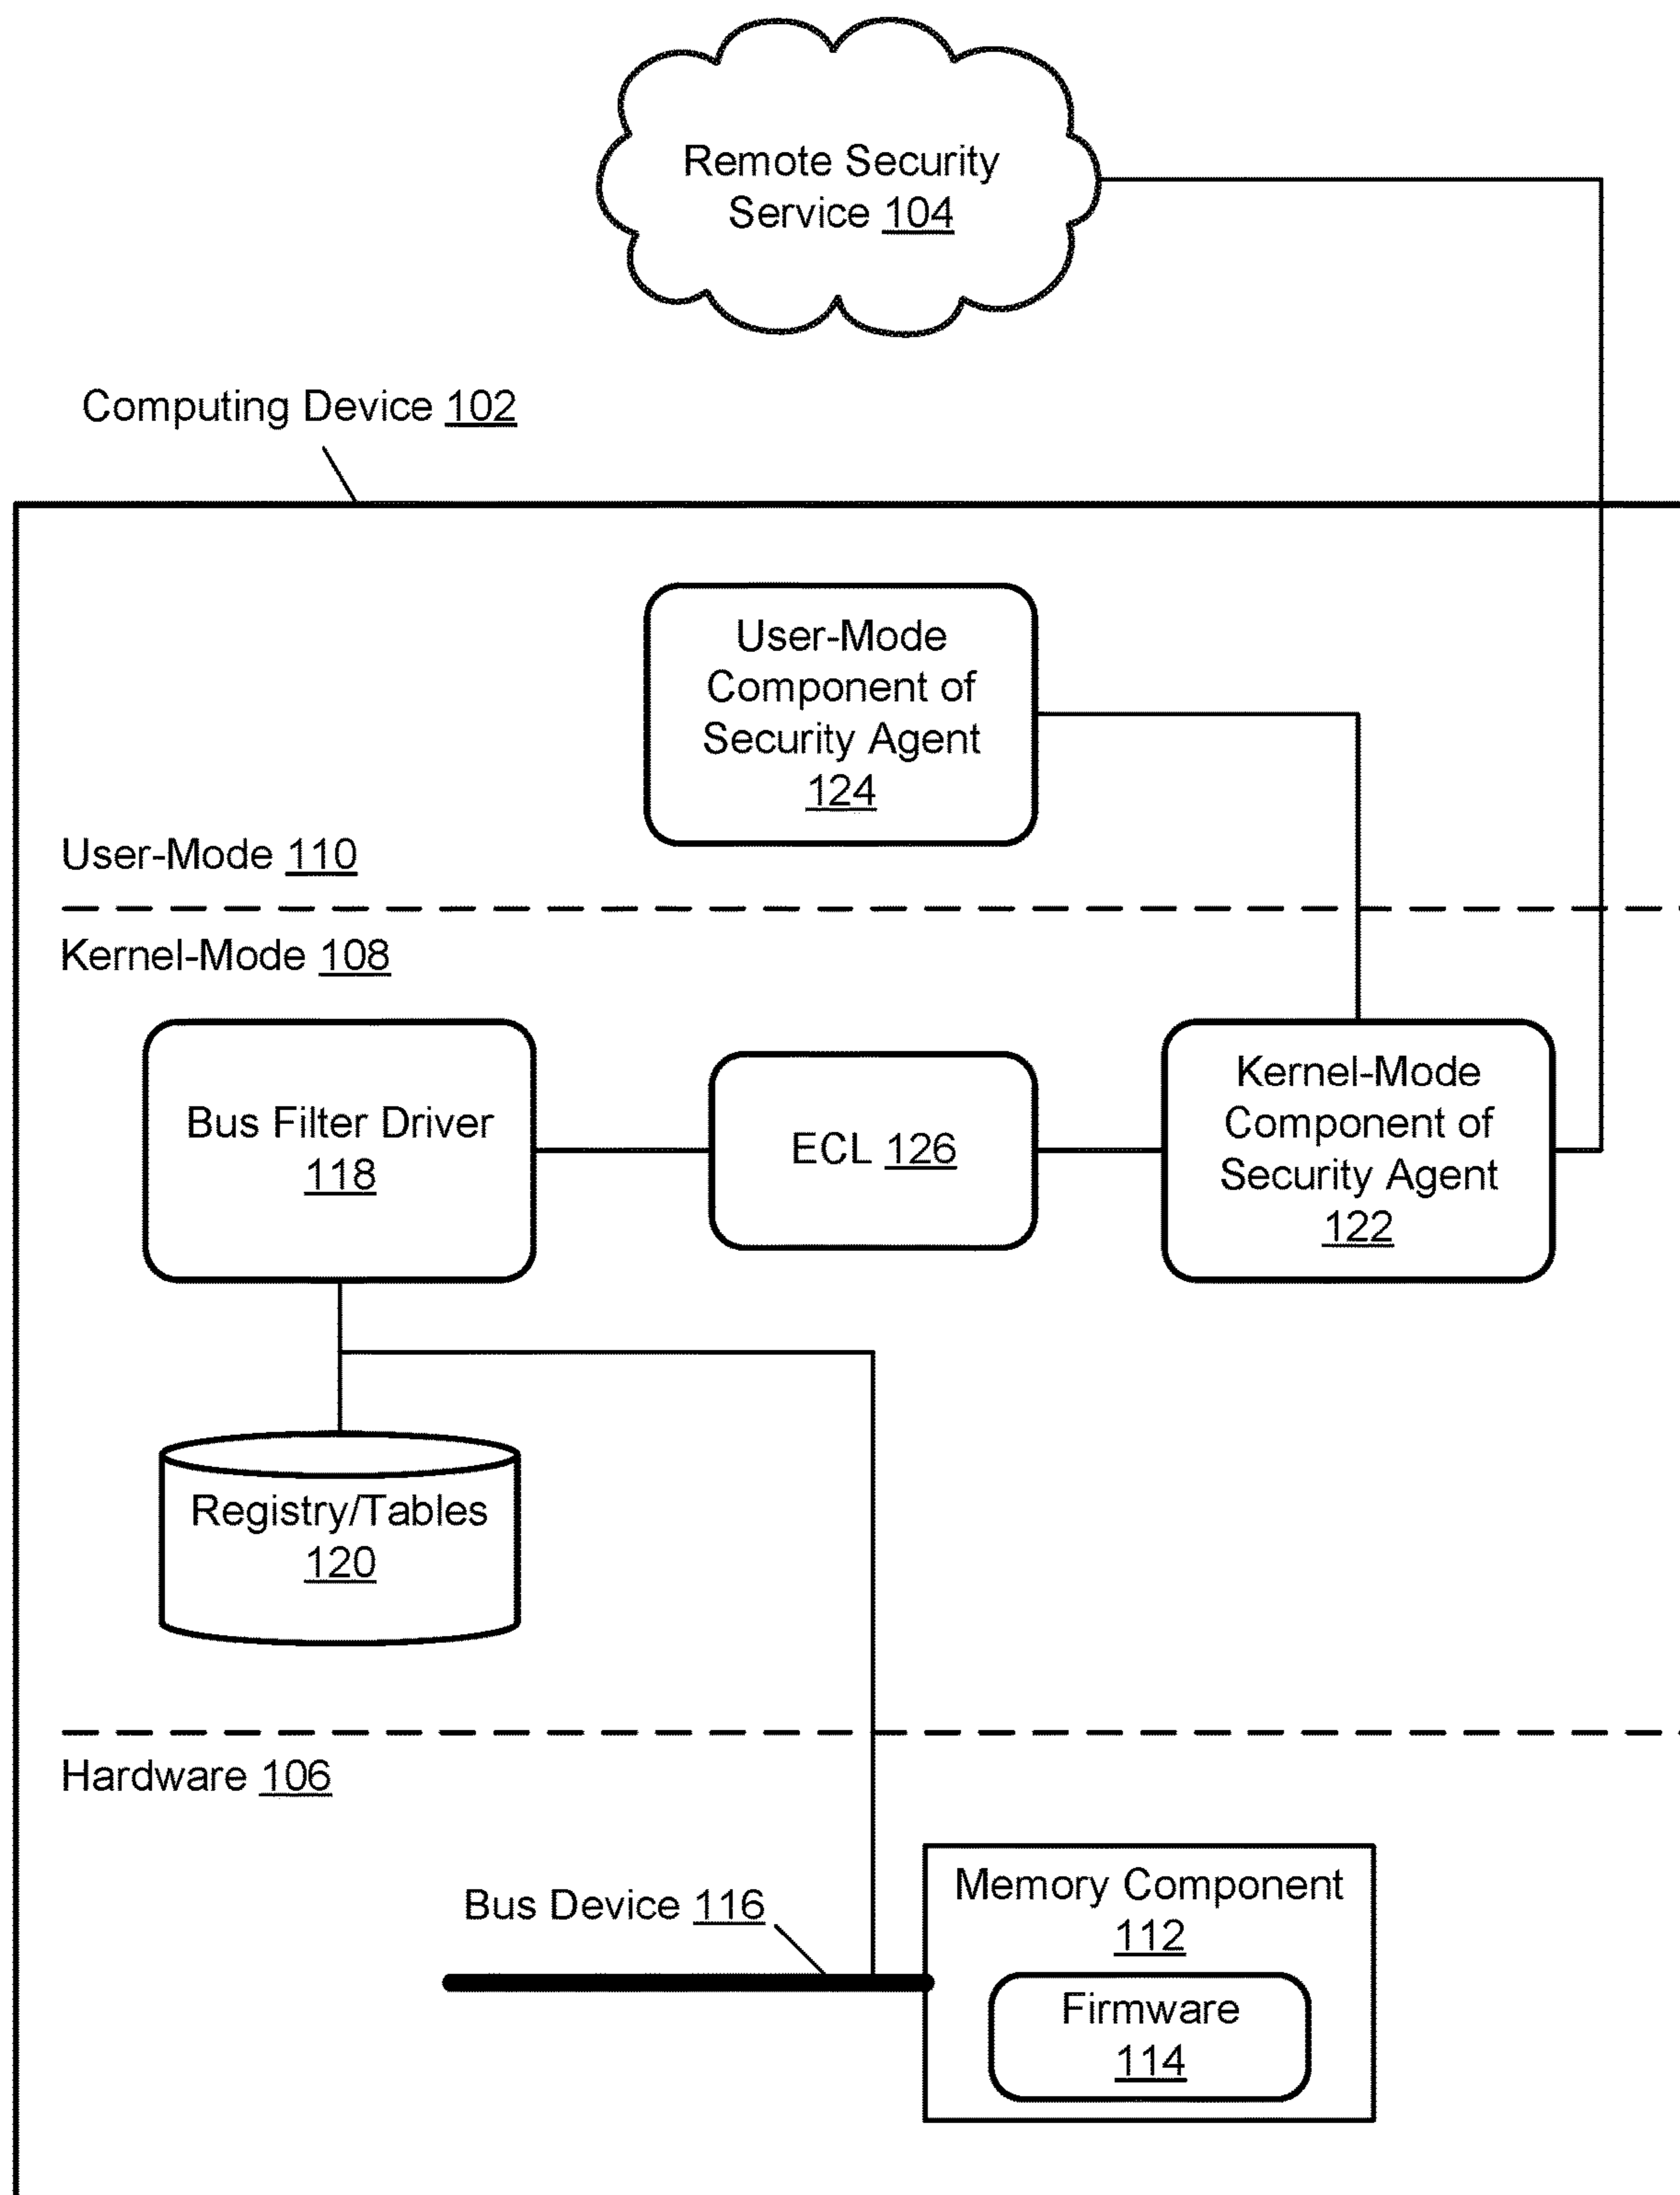 Remote Security
Service 104
Computing Device 102
User-Mode
Component of
Security Agent
124
User-Mode 110
Kernel-Mode 108
Bus Filter Driver
118
ECL 126
Kernel-Mode
Component of
Security Agent
122
Registry/Tables
120
Hardware 106
Bus Device 116
Memory Component
112
Firmware
114